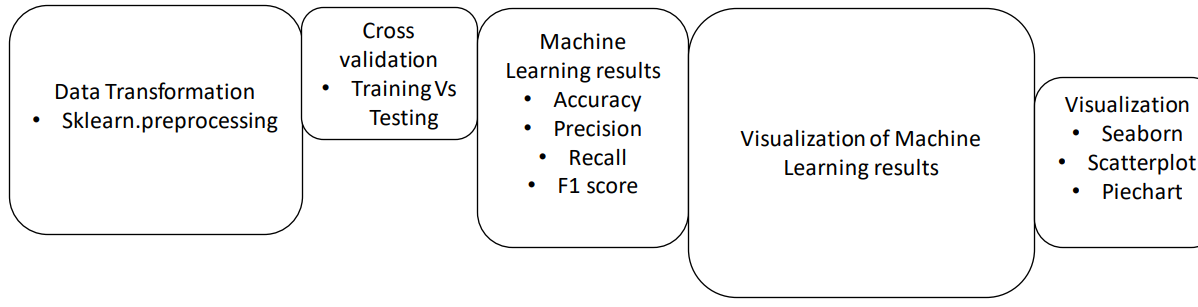 Data Transformation
• Sklearn.preprocessing
Cross
validation
• Training Vs
Testing
Machine
Learning results
• Accuracy
• Precision
• Recall
• F1 score
Visualization of Machine
Learning results
Visualization
• Seaborn
• Scatterplot
• Piechart